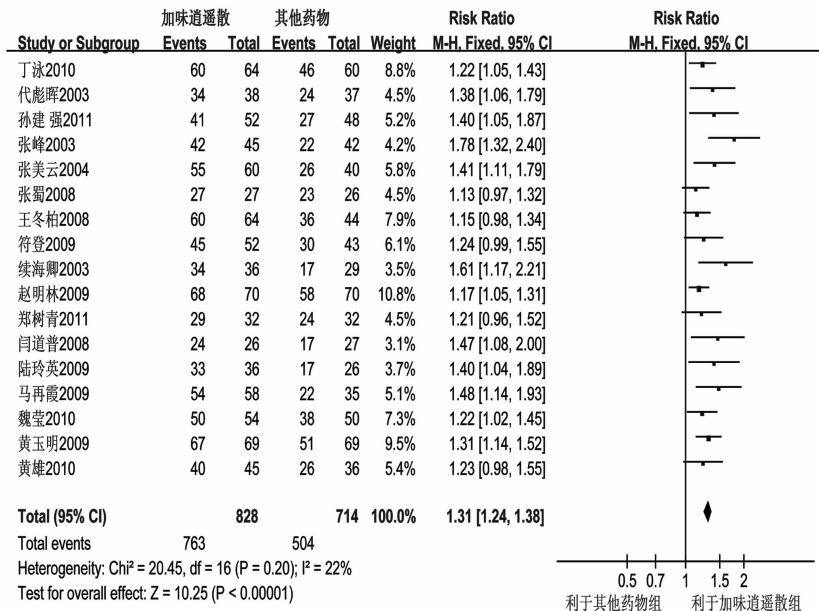 加味逍遥散 其他药物 Risk Ratio Risk Ratio
Study or Subgroup Events Total Events Total Weight M-H, Fixed, 95% CI M-H, Fixed, 95% CI
丁泳2010 60 64 46 60 8.8% 1.22 [1.05, 1.43]
代彪晖2003 34 38 24 37 4.5% 1.38 [1.06, 1.79]
孙建 强2011 41 52 27 48 5.2% 1.40 [1.05, 1.87]
张峰2003 42 45 22 42 4.2% 1.78 [1.32, 2.40]
张美云2004 55 60 26 40 5.8% 1.41 [1.11, 1.79]
张蜀2008 27 27 23 26 4.5% 1.13 [0.97, 1.32]
王冬柏2008 60 64 36 44 7.9% 1.15 [0.98, 1.34]
符登2009 45 52 30 43 6.1% 1.24 [0.99, 1.55]
续海卿2003 34 36 17 29 3.5% 1.61 [1.17, 2.21]
赵明林2009 68 70 58 70 10.8% 1.17 [1.05, 1.31]
郑树青2011 29 32 24 32 4.5% 1.21 [0.96, 1.52]
闫道普2008 24 26 17 27 3.1% 1.47 [1.08, 2.00]
陆玲英2009 33 36 17 26 3.7% 1.40 [1.04, 1.89]
马再霞2009 54 58 22 35 5.1% 1.48 [1.14, 1.93]
魏莹2010 50 54 38 50 7.3% 1.22 [1.02, 1.45]
黄玉明2009 67 69 51 69 9.5% 1.31 [1.14, 1.52]
黄雄2010 40 45 26 36 5.4% 1.23 [0.98, 1.55]
Total (95% CI) 828 714 100.0% 1.31 [1.24, 1.38]
Total events 763 504
Heterogeneity: Chi² = 20.45, df = 16 (P = 0.20); I² = 22%
Test for overall effect: Z = 10.25 (P < 0.00001)
0.5 0.7 1 1.5 2
利于其他药物组 利于加味逍遥散组